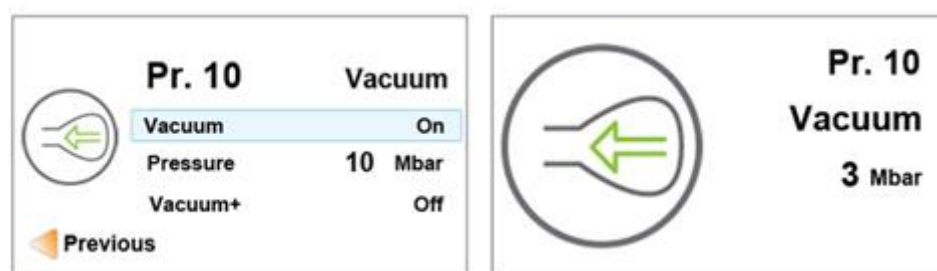 Pr. 10 Vacuum
Vacuum On
Pressure 10 Mbar
Vacuum+ Off
Previous
Pr. 10
Vacuum
3 Mbar